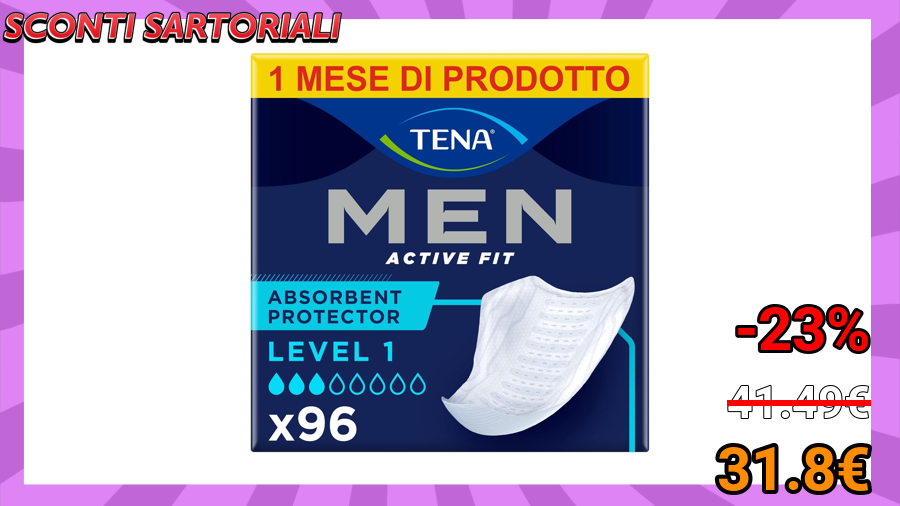 SCONTI SARTORIALI
1 MESE DI PRODOTTO
TENA®
MEN
ACTIVE FIT
ABSORBENT
PROTECTOR
LEVEL 1
x96
-23%
41.49€
31.8€